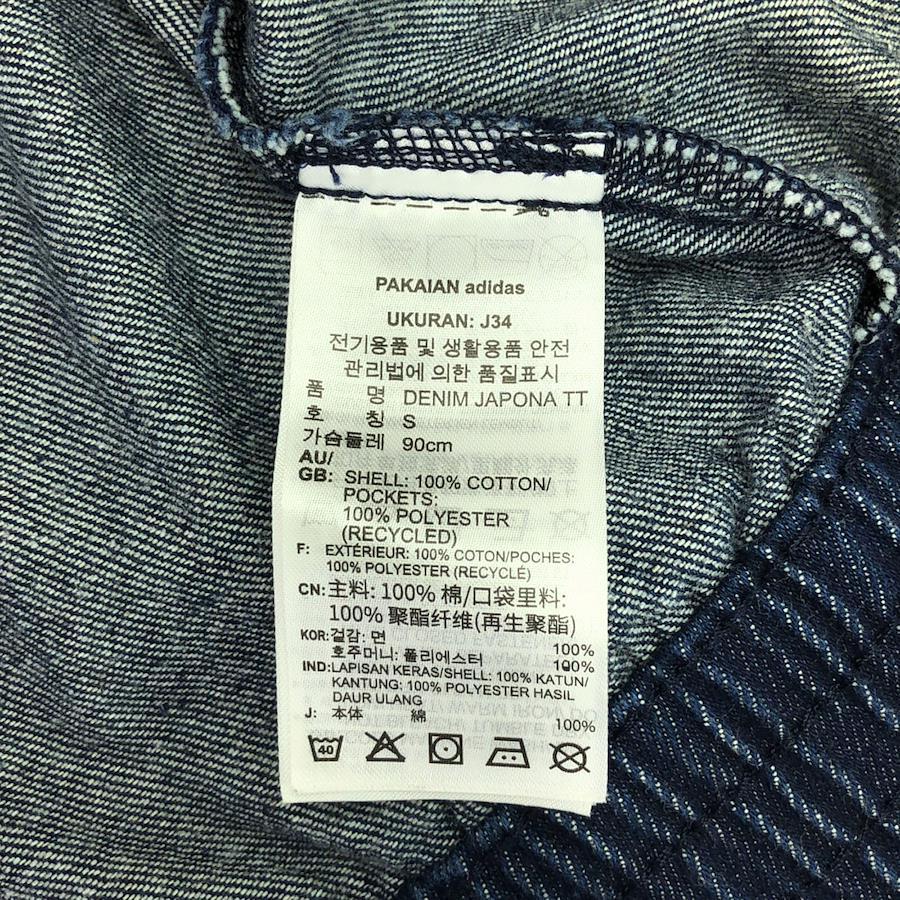 PAKAIAN adidas
UKURAN: J34
전기용품 및 생활용품 안전
관리법에 의한 품질표시
품 명 DENIM JAPONA TT
호 칭 S
가슴둘레 90cm
AU/
GB: SHELL: 100% COTTON/
POCKETS:
100% POLYESTER
(RECYCLED)
F: EXTÉRIEUR: 100% COTON/POCHES:
100% POLYESTER (RECYCLÉ)
CN: 主料: 100% 棉/口袋里料:
100% 聚酯纤维(再生聚酯)
KOR: 겉감: 면 100%
호주머니: 폴리에스터 100%
IND: LAPISAN KERAS/SHELL: 100% KATUN/
KANTUNG: 100% POLYESTER HASIL
DAUR ULANG
J: 本体 綿 100%
40